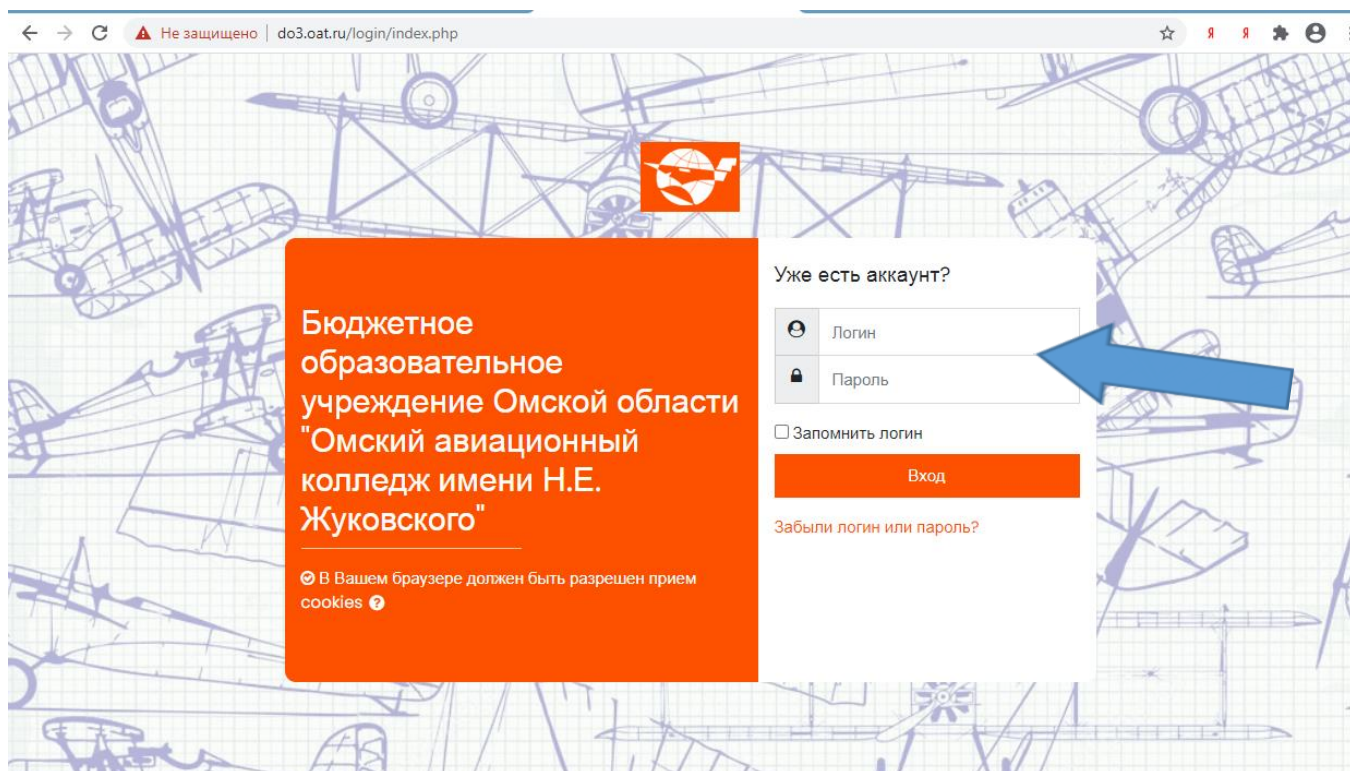 Не защищено
do3.oat.ru/login/index.php
Я Я
Бюджетное
образовательное
учреждение Омской области
"Омский авиационный
колледж имени Н.Е.
Жуковского"
В Вашем браузере должен быть разрешен прием
cookies
Уже есть аккаунт?
Логин
Пароль
Запомнить логин
Вход
Забыли логин или пароль?